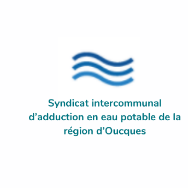 Syndicat intercommunal
d'adduction en eau potable de la
région d'Oucques